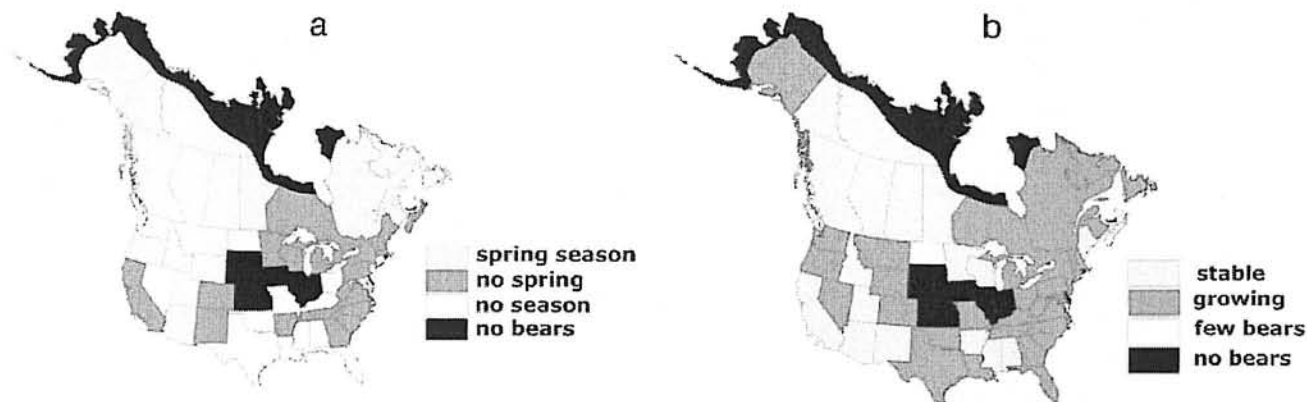 a
spring season
no spring
no season
no bears
b
stable
growing
few bears
no bears